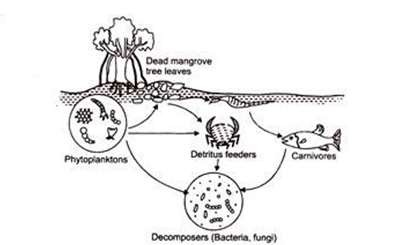 Dead mangrove
tree leaves
Phytoplanktons
Detritus feeders
Carnivores
Decomposers (Bacteria, fungi)